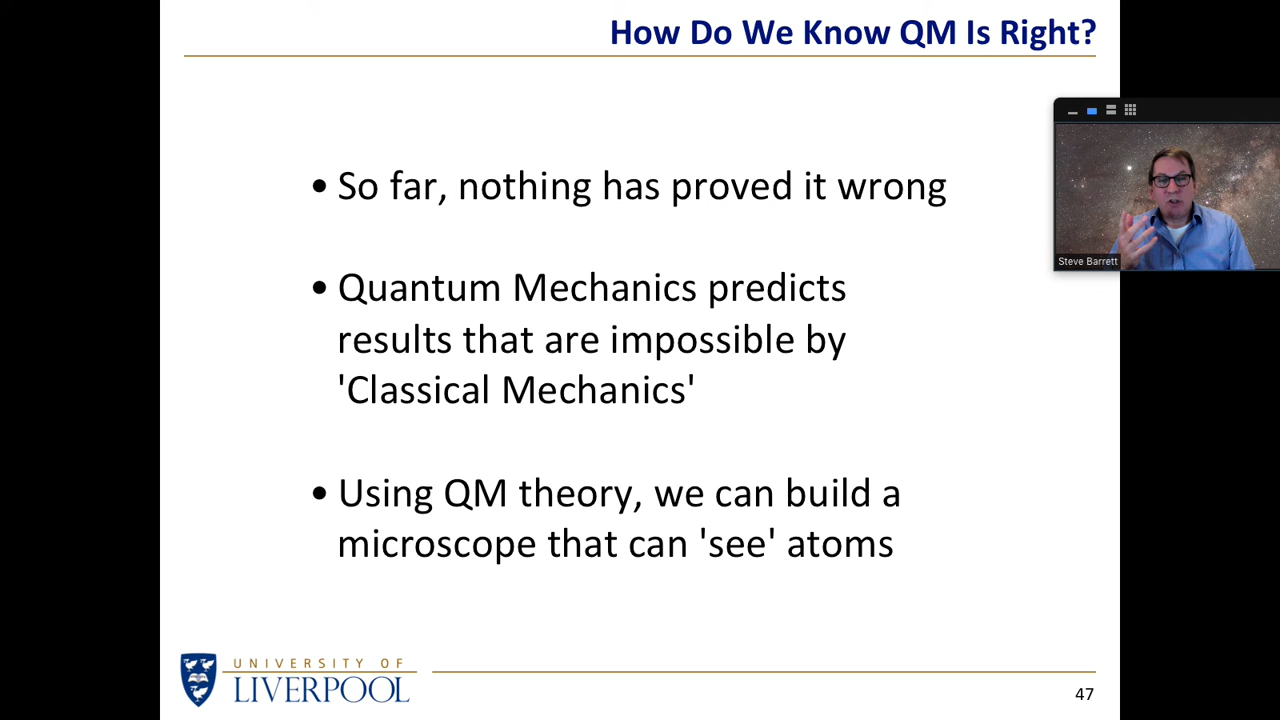 How Do We Know QM Is Right?
• So far, nothing has proved it wrong
• Quantum Mechanics predicts
results that are impossible by
'Classical Mechanics'
• Using QM theory, we can build a
microscope that can 'see' atoms
Steve Barrett
UNIVERSITY OF
LIVERPOOL
47